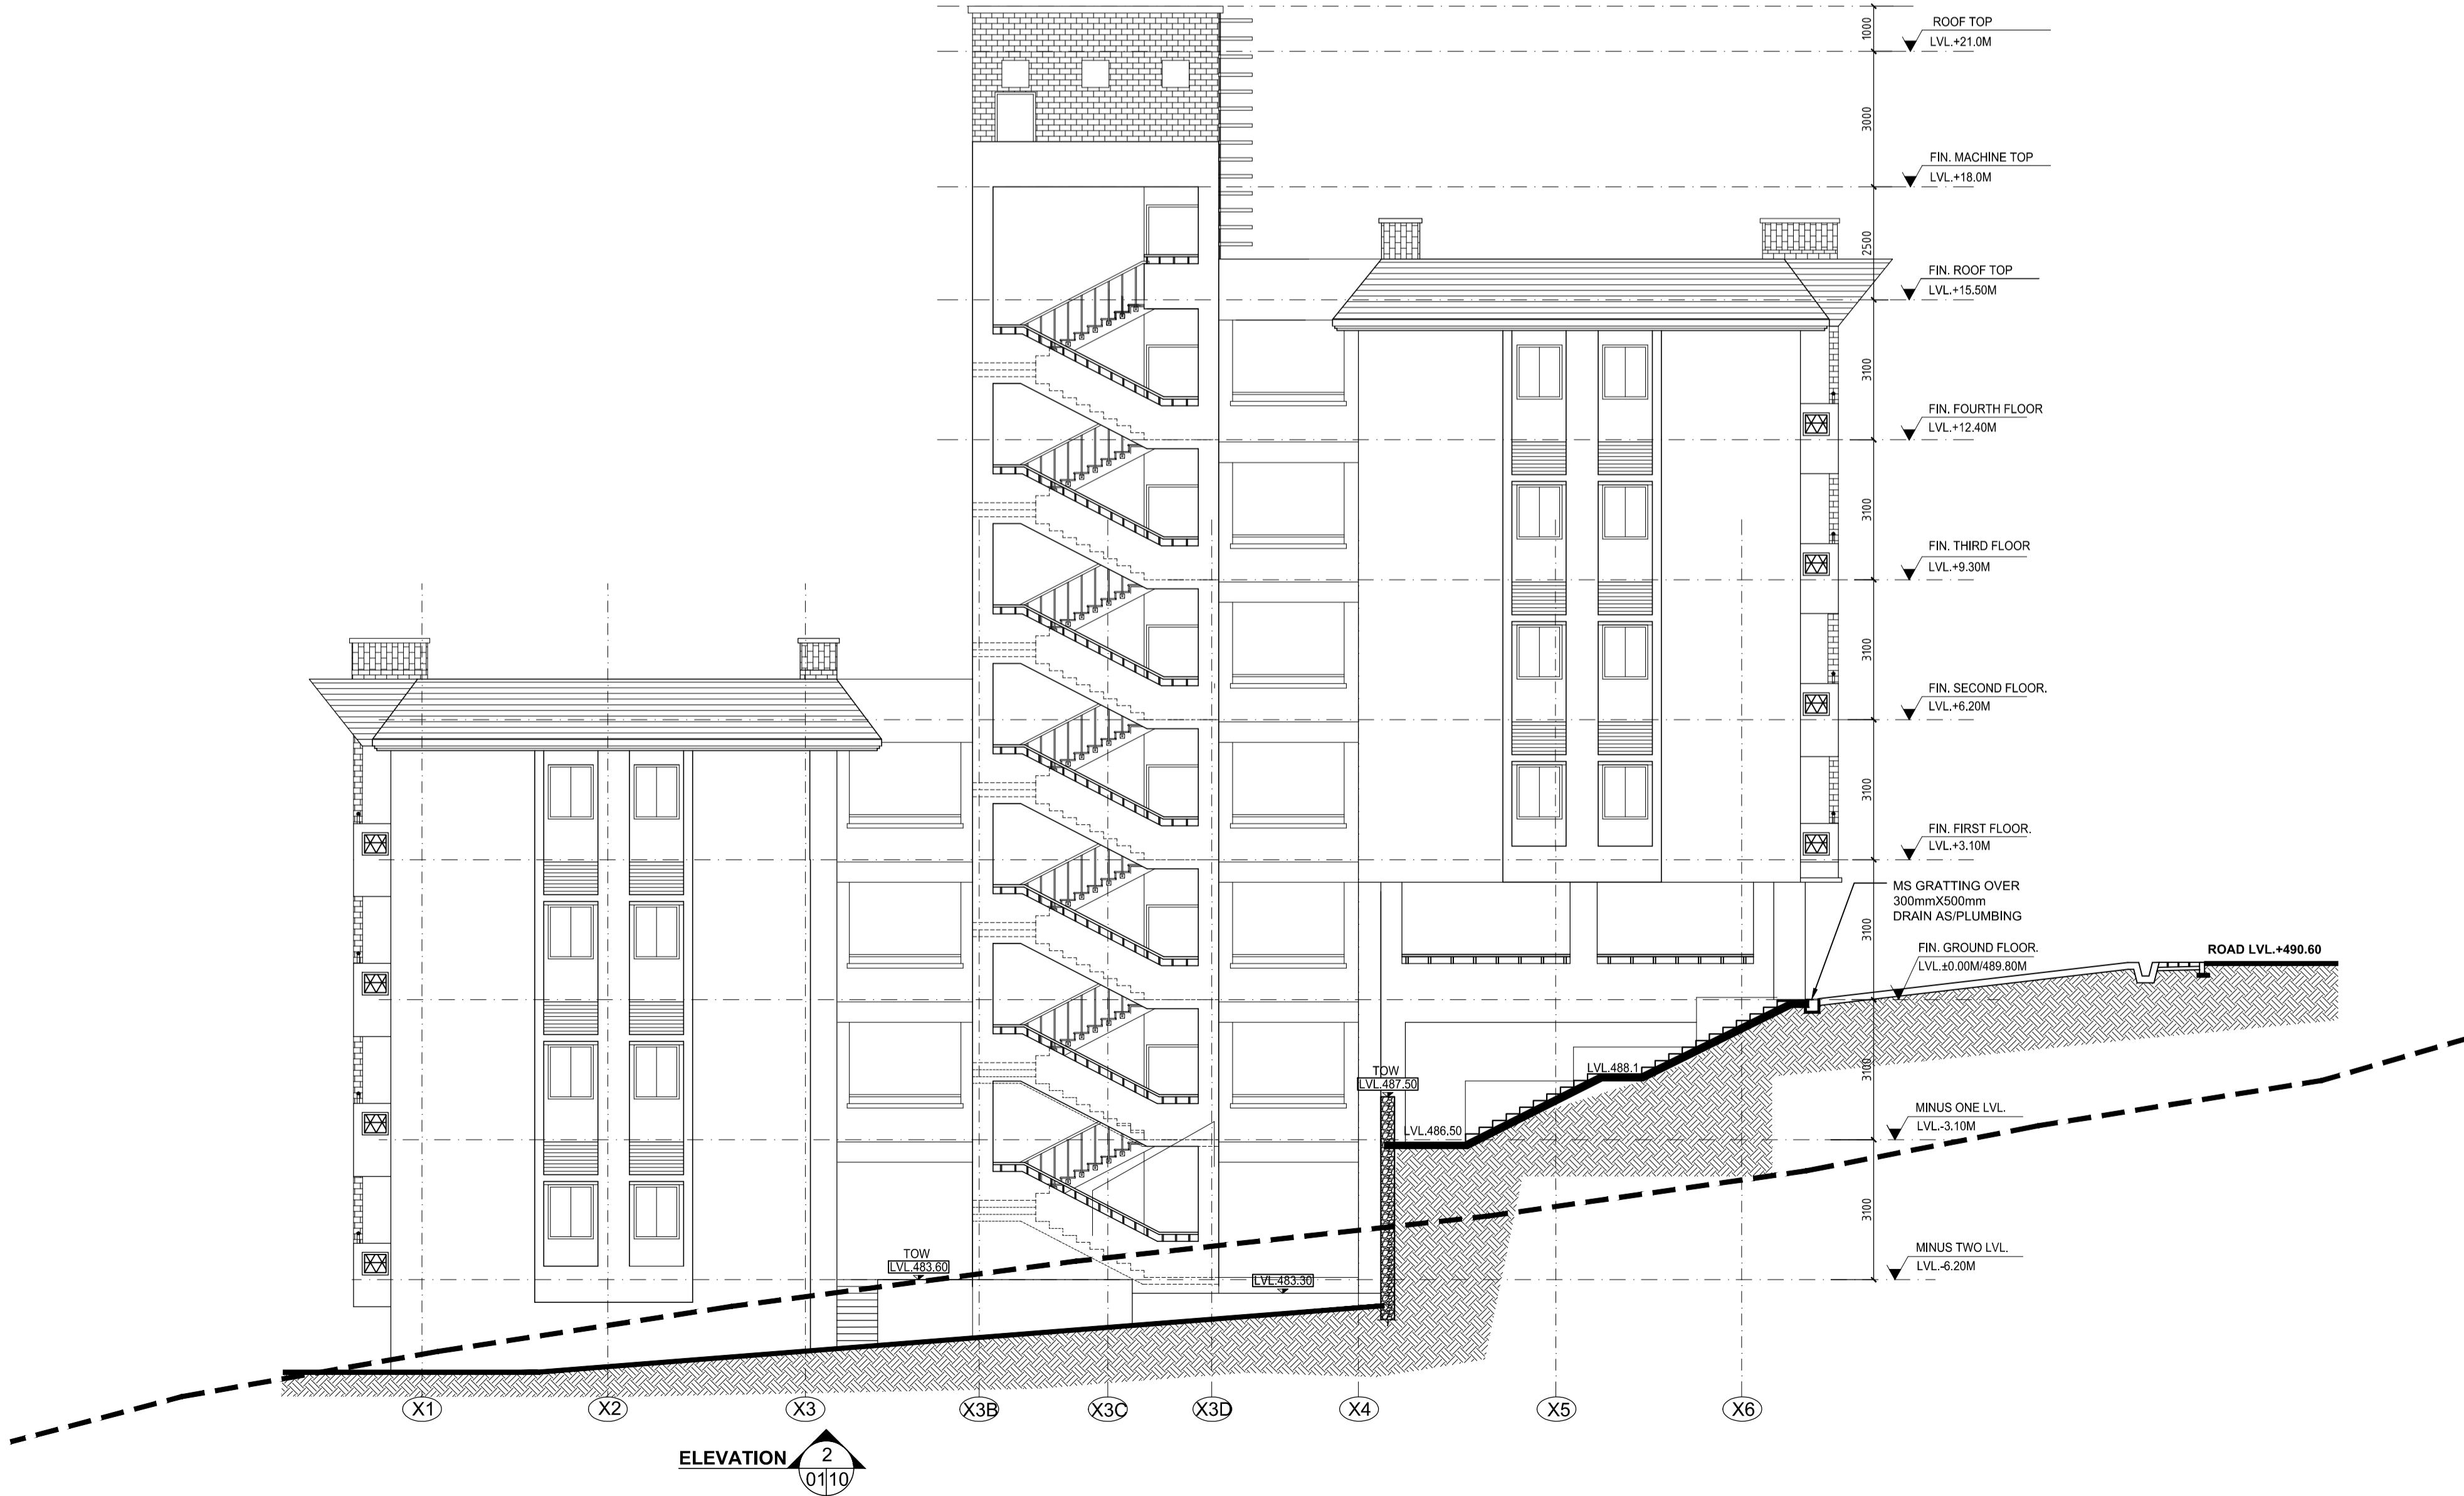 1000
ROOF TOP
LVL.+21.0M
3000
FIN. MACHINE TOP
LVL.+18.0M
2500
FIN. ROOF TOP
LVL.+15.50M
3100
FIN. FOURTH FLOOR
LVL.+12.40M
3100
FIN. THIRD FLOOR
LVL.+9.30M
3100
FIN. SECOND FLOOR.
LVL.+6.20M
3100
FIN. FIRST FLOOR.
LVL.+3.10M
MS GRATTING OVER
300mmX500mm
DRAIN AS/PLUMBING
3100
FIN. GROUND FLOOR.
LVL.±0.00M/489.80M
ROAD LVL.+490.60
3100
LVL.488.1
TOW
LVL.487.50
LVL.486.50
MINUS ONE LVL.
LVL.-3.10M
3100
MINUS TWO LVL.
LVL.-6.20M
TOW
LVL.483.60
LVL.483.30
X1 X2 X3 X3B X3C X3D X4 X5 X6
ELEVATION 2
01 10